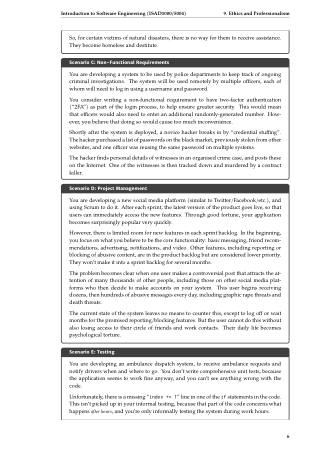 Introduction to Software Engineering (ISAD1000/5004) 9. Ethics and Professionalism
So, for certain victims of natural disasters, there is no way for them to receive assistance.
They become homeless and destitute.
Scenario C: Non-Functional Requirements
You are developing a system to be used by police departments to keep track of ongoing
criminal investigations. The system will be used remotely by multiple officers, each of
whom will need to log in using a username and password.
You consider writing a non-functional requirement to have two-factor authentication
("2FA") as part of the login process, to help ensure greater security. This would mean
that officers would also need to enter an additional randomly-generated number. How-
ever, you believe that doing so would cause too much inconvenience.
Shortly after the system is deployed, a novice hacker breaks in by "credential stuffing".
The hacker purchased a lot of passwords on the black market, previously stolen from other
websites, and one officer was reusing the same password on multiple systems.
The hacker finds personal details of witnesses in an organised crime case, and posts these
on the Internet. One of the witnesses is then tracked down and murdered by a contract
killer.
Scenario D: Project Management
You are developing a new social media platform (similar to Twitter/Facebook/etc.), and
using Scrum to do it. After each sprint, the latest version of the product goes live, so that
users can immediately access the new features. Through good fortune, your application
becomes surprisingly popular very quickly.
However, there is limited room for new features in each sprint backlog. In the beginning,
you focus on what you believe to be the core functionality: basic messaging, friend recom-
mendations, advertising, notifications, and video. Other features, including reporting or
blocking of abusive content, are in the product backlog but are considered lower priority.
They won't make it into a sprint backlog for several months.
The problem becomes clear when one user makes a controversial post that attracts the at-
tention of many thousands of other people, including those on other social media plat-
forms who then decide to make accounts on your system. This user begins receiving
dozens, then hundreds of abusive messages every day, including graphic rape threats and
death threats.
The current state of the system leaves no means to counter this, except to log off or wait
months for the promised reporting/blocking features. But the user cannot do this without
also losing access to their circle of friends and work contacts. Their daily life becomes
psychological torture.
Scenario E: Testing
You are developing an ambulance dispatch system, to receive ambulance requests and
notify drivers when and where to go. You don't write comprehensive unit tests, because
the application seems to work fine anyway, and you can't see anything wrong with the
code.
Unfortunately, there is a missing "index += 1" line in one of the if statements in the code.
This isn't picked up in your informal testing, because that part of the code concerns what
happens after hours, and you're only informally testing the system during work hours.